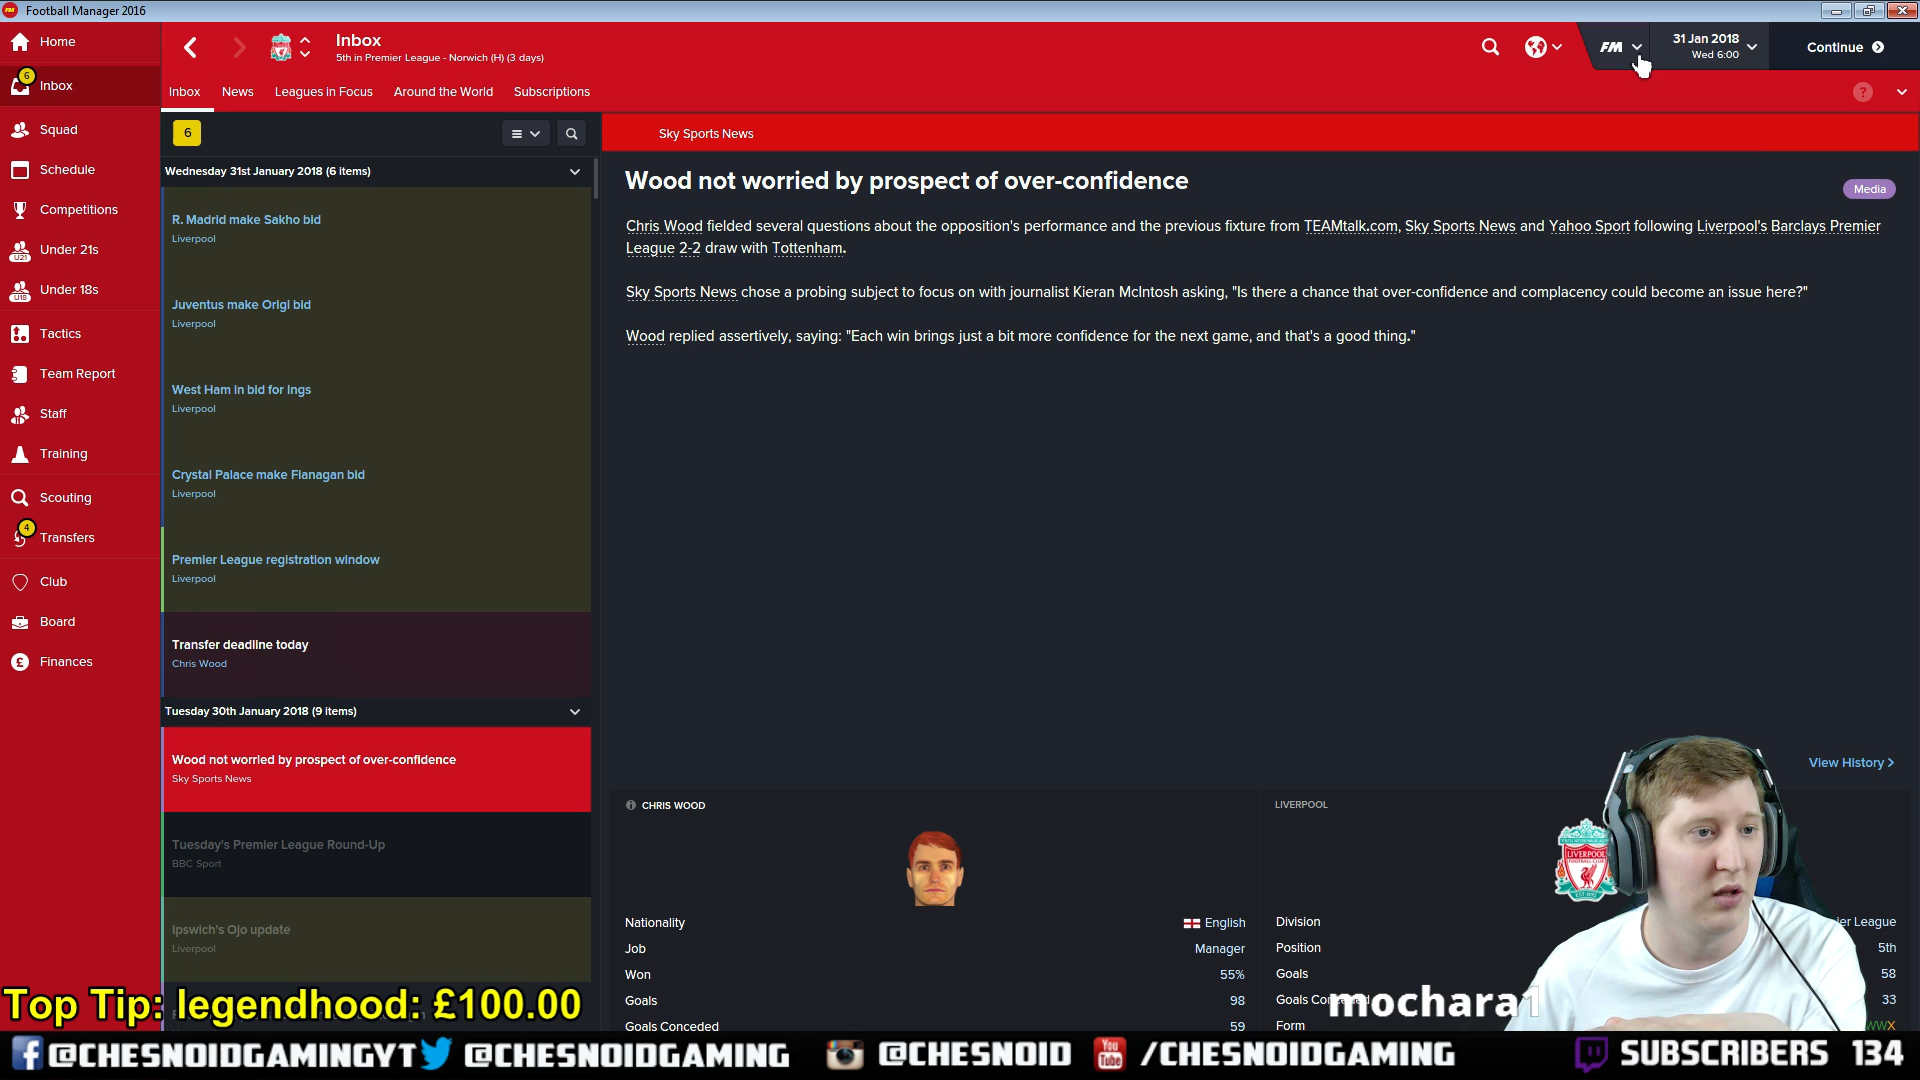 Football Manager 2016
Home
6
Inbox
Squad
Schedule
Competitions
U21
Under 21s
U18
Under 18s
Tactics
Team Report
Staff
Training
Scouting
4
Transfers
Club
Board
Finances
Inbox
5th in Premier League - Norwich (H) (3 days)
FM
31 Jan 2018
Wed 6:00
Continue
Inbox
News
Leagues in Focus
Around the World
Subscriptions
?
6
Wednesday 31st January 2018 (6 items)
R. Madrid make Sakho bid
Liverpool
Juventus make Origi bid
Liverpool
West Ham in bid for Ings
Liverpool
Crystal Palace make Flanagan bid
Liverpool
Premier League registration window
Liverpool
Transfer deadline today
Chris Wood
Tuesday 30th January 2018 (9 items)
Wood not worried by prospect of over-confidence
Sky Sports News
Tuesday's Premier League Round-Up
BBC Sport
Ipswich's Ojo update
Liverpool
Sky Sports News
Wood not worried by prospect of over-confidence
Media
Chris Wood fielded several questions about the opposition's performance and the previous fixture from TEAMtalk.com, Sky Sports News and Yahoo Sport following Liverpool's Barclays Premier
League 2-2 draw with Tottenham.
Sky Sports News chose a probing subject to focus on with journalist Kieran McIntosh asking, "Is there a chance that over-confidence and complacency could become an issue here?"
Wood replied assertively, saying: "Each win brings just a bit more confidence for the next game, and that's a good thing."
View History
CHRIS WOOD
Nationality
English
Job
Manager
Won
55%
Goals
98
Goals Conceded
59
LIVERPOOL
LIVERPOOL
FOOTBALL CLUB
Division
League
Position
5th
Goals
58
Goals
33
Form
WWX
Top Tip: legendhood: £100.00
mochara1
@CHESNOIDGAMINGYT
@CHESNOIDGAMING
@CHESNOID
You Tube
/CHESNOIDGAMING
SUBSCRIBERS 134